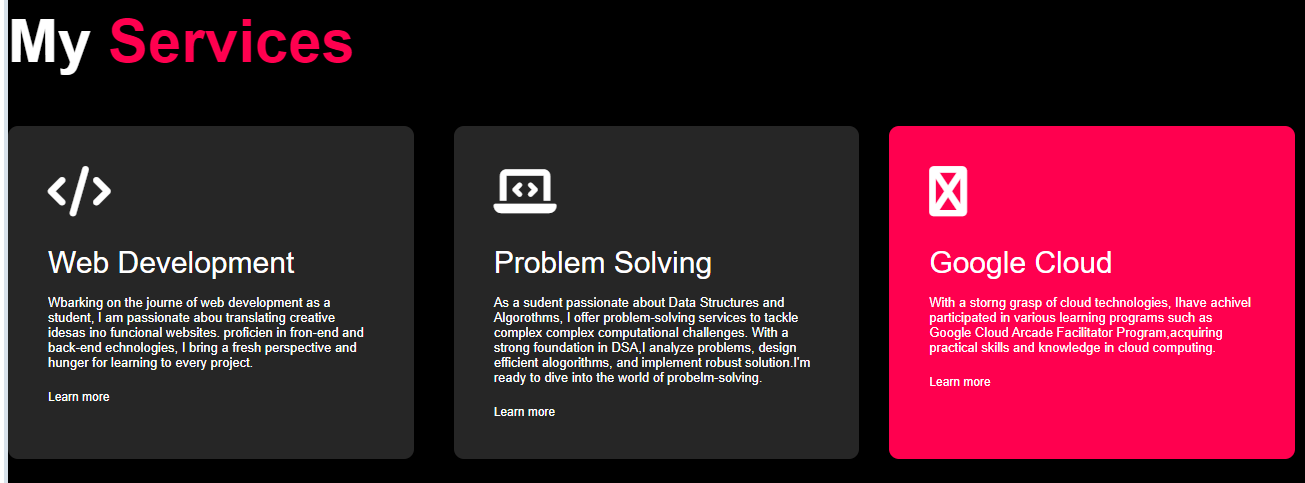 My Services
Web Development
Wbarking on the journe of web development as a
student, I am passionate abou translating creative
idesas ino funcional websites. proficien in fron-end and
back-end echnologies, I bring a fresh perspective and
hunger for learning to every project.
Learn more
Problem Solving
As a sudent passionate about Data Structures and
Algorothms, I offer problem-solving services to tackle
complex complex computational challenges. With a
strong foundation in DSA,I analyze problems, design
efficient alogorithms, and implement robust solution.I'm
ready to dive into the world of probelm-solving.
Learn more
Google Cloud
With a storng grasp of cloud technologies, Ihave achivel
participated in various learning programs such as
Google Cloud Arcade Facilitator Program,acquiring
practical skills and knowledge in cloud computing.
Learn more